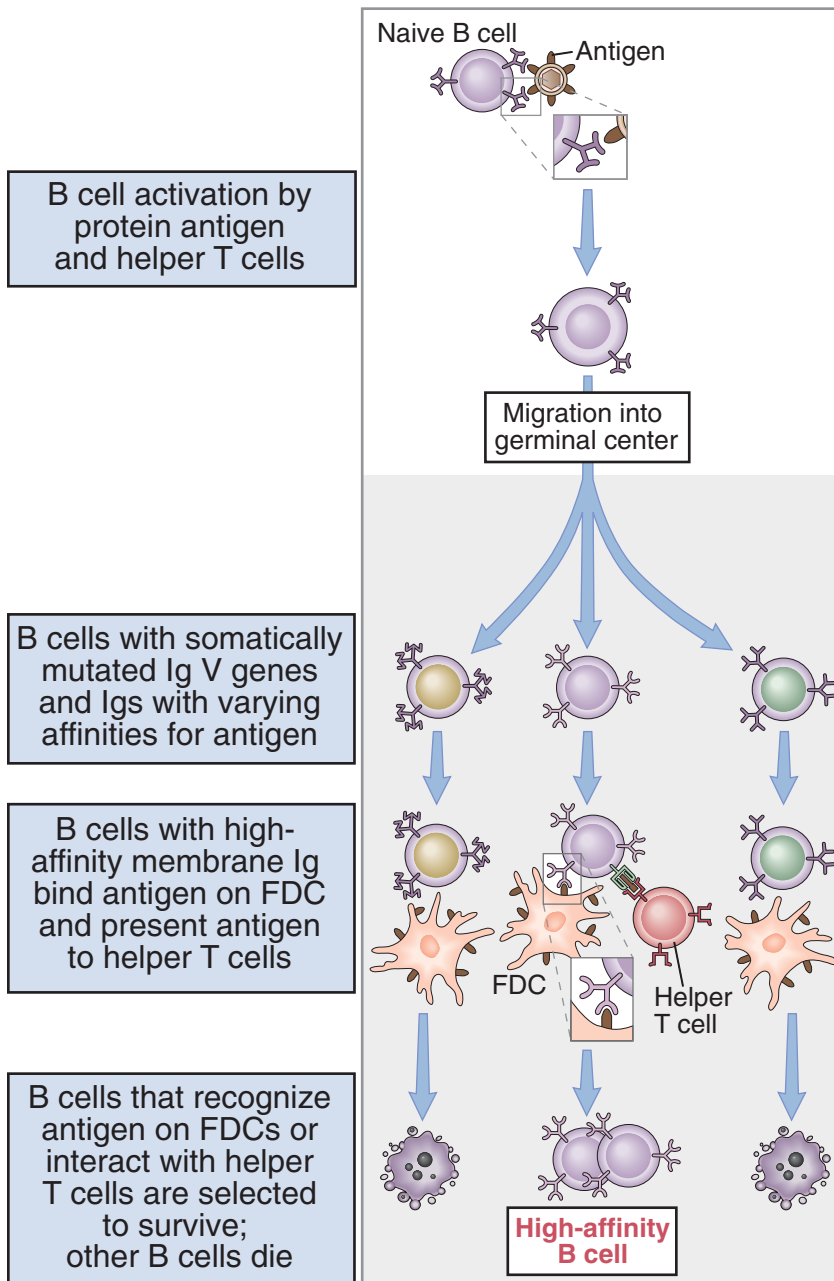 Naive B cell
Antigen
B cell activation by
protein antigen
and helper T cells
Migration into
germinal center
B cells with somatically
mutated Ig V genes
and Igs with varying
affinities for antigen
B cells with high-
affinity membrane Ig
bind antigen on FDC
and present antigen
to helper T cells
FDC
Helper
T cell
B cells that recognize
antigen on FDCs or
interact with helper
T cells are selected
to survive;
other B cells die
High-affinity
B cell